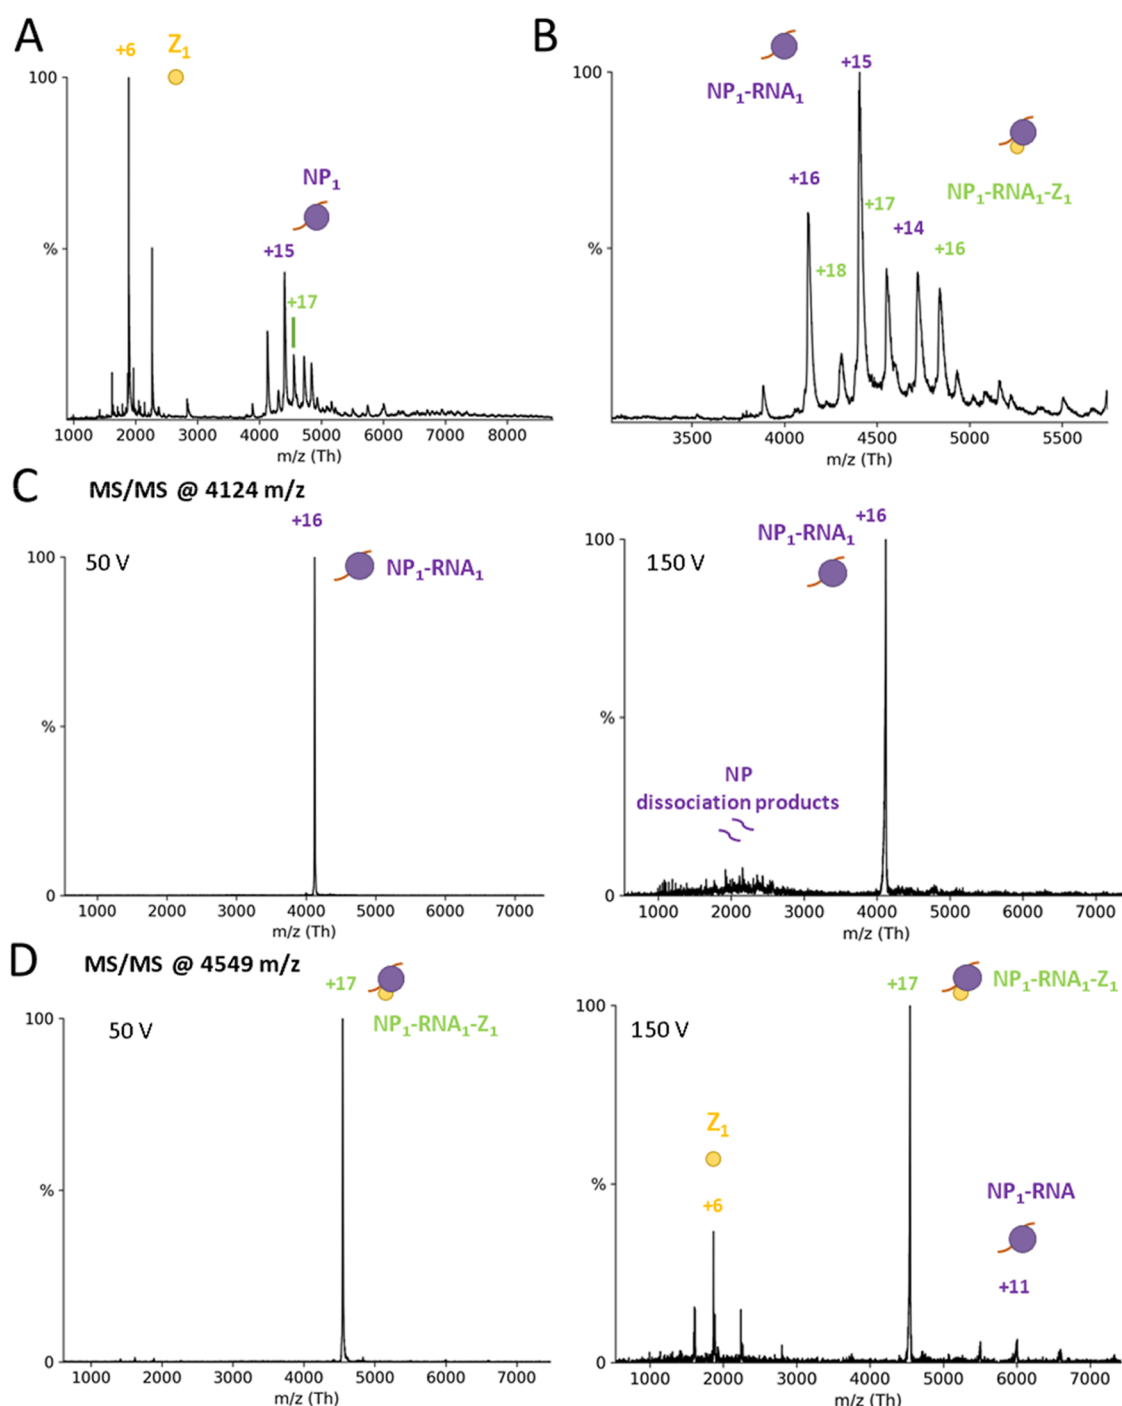 A
+6
Z₁
100
NP₁
+15
+17
%
1000 2000 3000 4000 5000 6000 7000 8000
m/z (Th)
B
NP₁-RNA₁
+15
100
NP₁-RNA₁-Z₁
+16
+17
+14
+18
+16
%
3500 4000 4500 5000 5500
m/z (Th)
C
MS/MS @ 4124 m/z
+16
100
50 V
NP₁-RNA₁
%
0
1000 2000 3000 4000 5000 6000 7000
m/z (Th)
NP₁-RNA₁
+16
100
150 V
%
NP
dissociation products
0
1000 2000 3000 4000 5000 6000 7000
m/z (Th)
D
MS/MS @ 4549 m/z
+17
100
50 V
NP₁-RNA₁-Z₁
%
0
1000 2000 3000 4000 5000 6000 7000
m/z (Th)
+17
NP₁-RNA₁-Z₁
100
150 V
Z₁
%
+6
NP₁-RNA
+11
0
1000 2000 3000 4000 5000 6000 7000
m/z (Th)